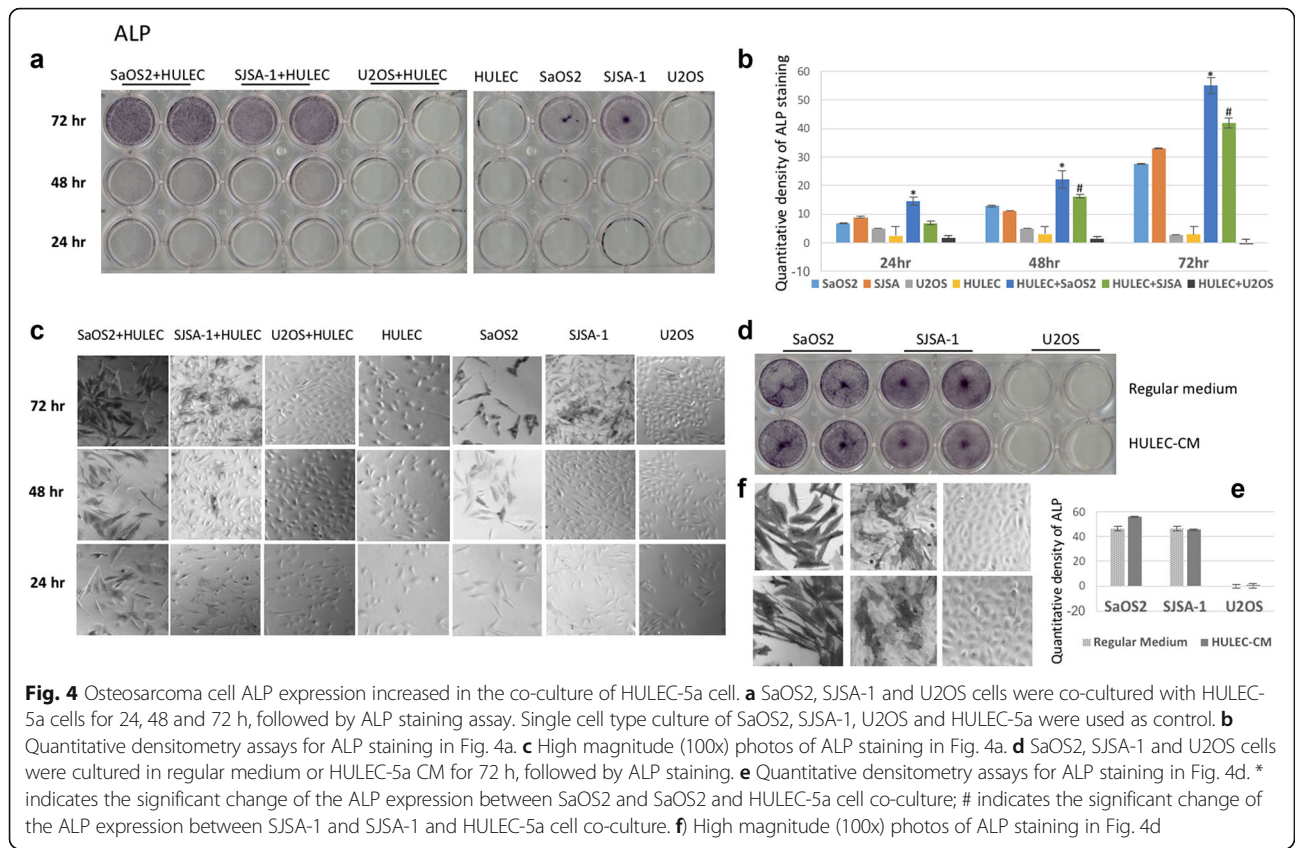 ALP
a
SaOS2+HULEC SJSA-1+HULEC U2OS+HULEC HULEC SaOS2 SJSA-1 U2OS
72 hr
48 hr
24 hr
b
Quantitative density of ALP staining
60
50
40
30
20
10
0
-10
* # * # *
24hr 48hr 72hr
SaOS2 SJSA U2OS HULEC HULEC+SaOS2 HULEC+SJSA HULEC+U2OS
c
SaOS2+HULEC SJSA-1+HULEC U2OS+HULEC HULEC SaOS2 SJSA-1 U2OS
72 hr
48 hr
24 hr
d
SaOS2 SJSA-1 U2OS
Regular medium
HULEC-CM
f
e
Quantitative density of ALP
60
40
20
0
-20
SaOS2 SJSA-1 U2OS
Regular Medium HULEC-CM
Fig. 4 Osteosarcoma cell ALP expression increased in the co-culture of HULEC-5a cell. a SaOS2, SJSA-1 and U2OS cells were co-cultured with HULEC-
5a cells for 24, 48 and 72 h, followed by ALP staining assay. Single cell type culture of SaOS2, SJSA-1, U2OS and HULEC-5a were used as control. b
Quantitative densitometry assays for ALP staining in Fig. 4a. c High magnitude (100x) photos of ALP staining in Fig. 4a. d SaOS2, SJSA-1 and U2OS cells
were cultured in regular medium or HULEC-5a CM for 72 h, followed by ALP staining. e Quantitative densitometry assays for ALP staining in Fig. 4d. *
indicates the significant change of the ALP expression between SaOS2 and SaOS2 and HULEC-5a cell co-culture; # indicates the significant change of
the ALP expression between SJSA-1 and SJSA-1 and HULEC-5a cell co-culture. f) High magnitude (100x) photos of ALP staining in Fig. 4d